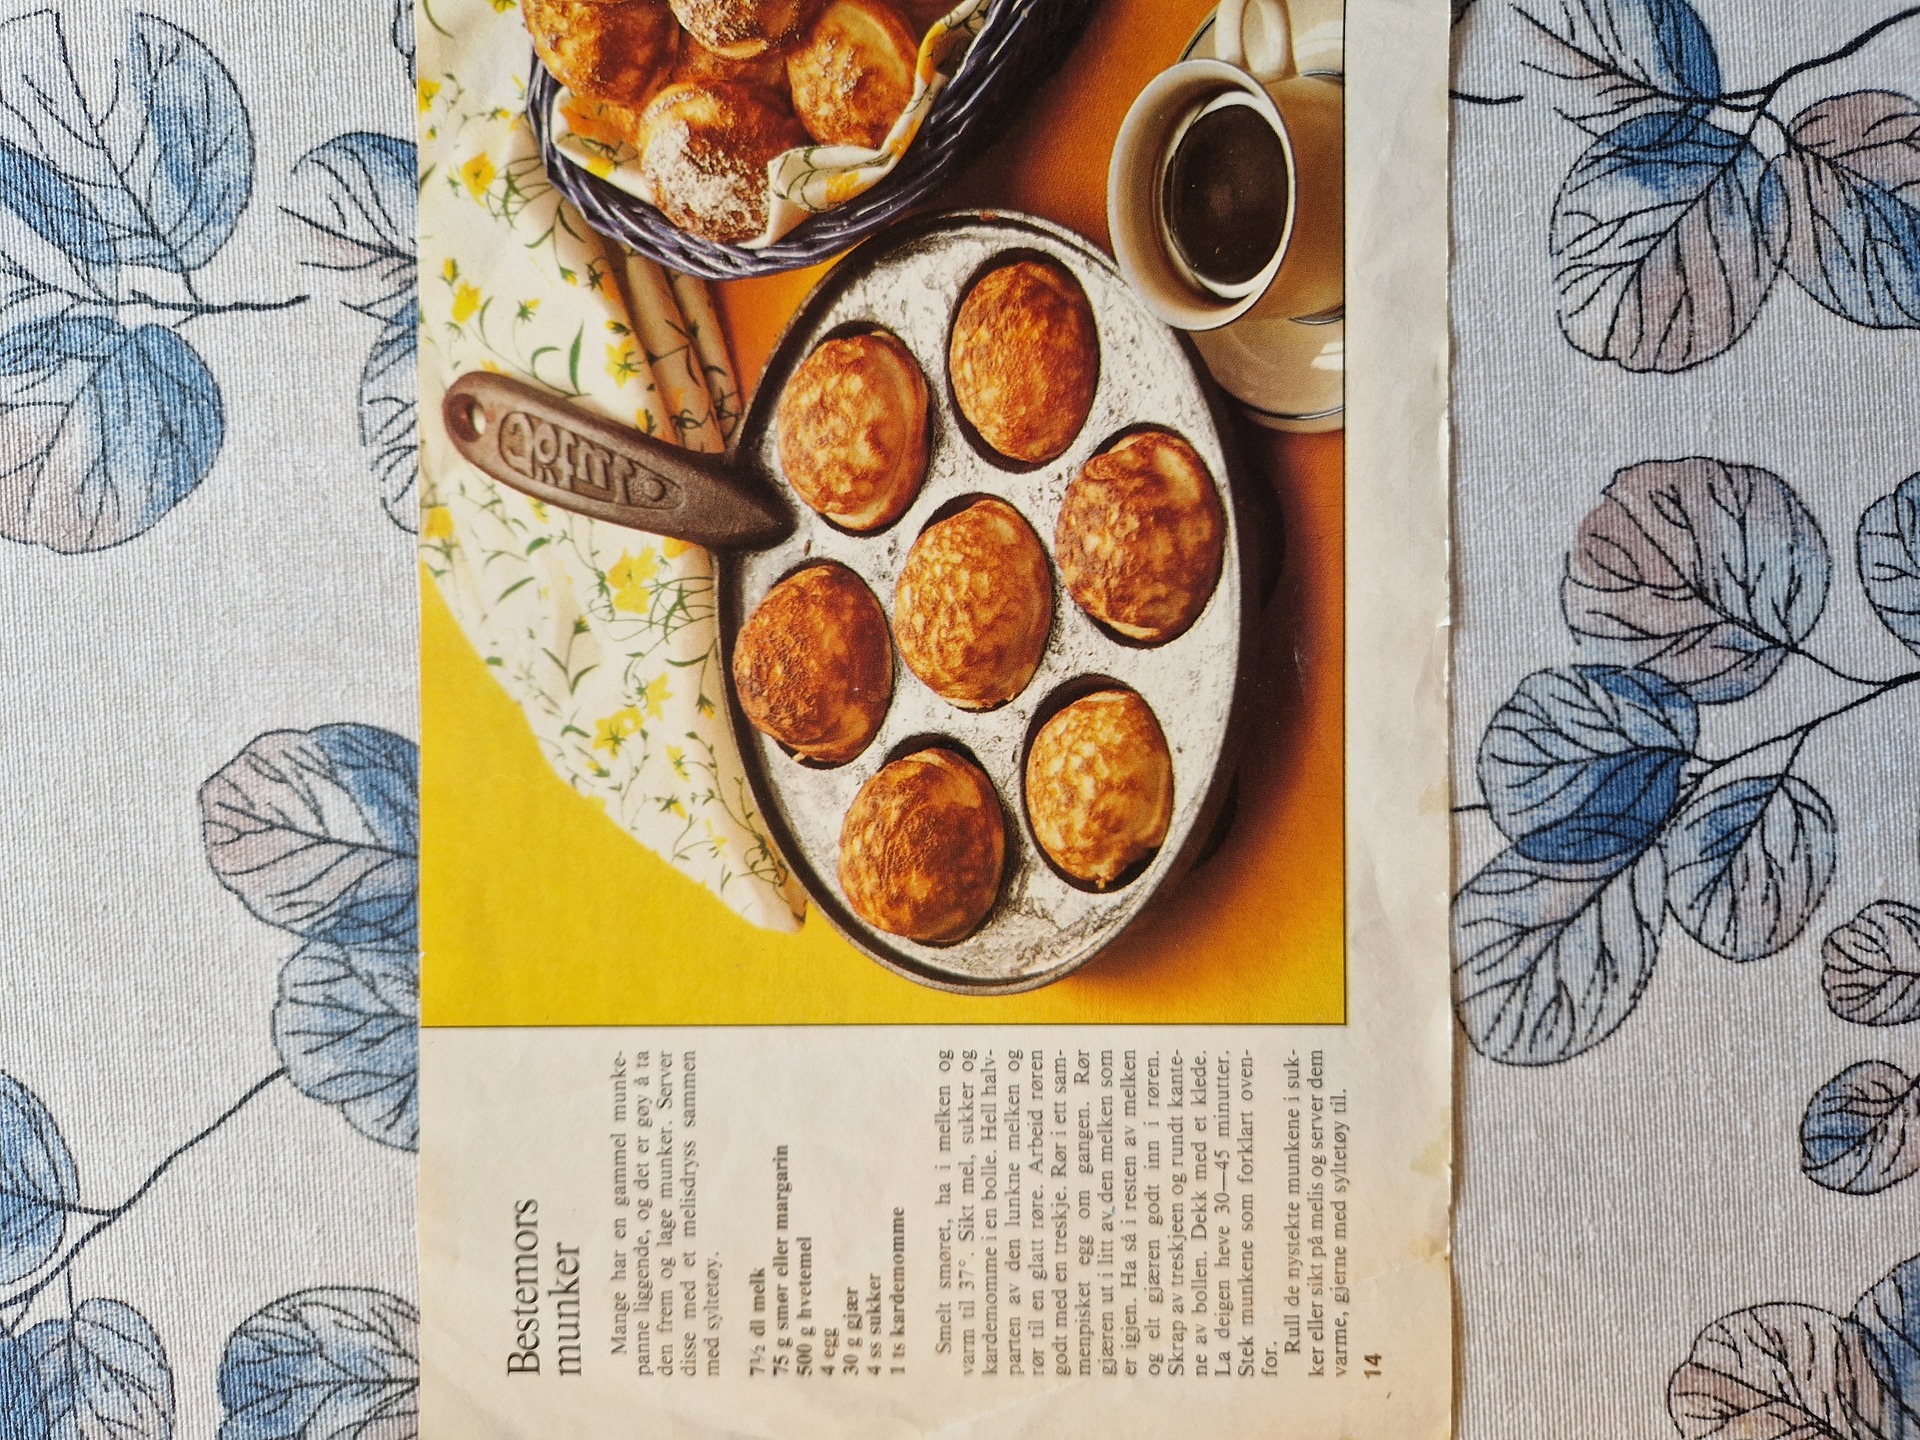 Bestemors
munker
Mange har en gammel munke-
panne liggende, og det er gøy å ta
den frem og lage munker. Server
disse med et melisdryss sammen
med syltetøy.
7½ dl melk
75 g smør eller margarin
500 g hvetemel
4 egg
30 g gjær
4 ss sukker
1 ts kardemomme
Smelt smøret, ha i melken og
varm til 37°. Sikt mel, sukker og
kardemomme i en bolle. Hell halv-
parten av den lunkne melken og
rør til en glatt røre. Arbeid røren
godt med en treskje. Rør i ett sam-
menpisket egg om gangen. Rør
gjæren ut i litt av den melken som
er igjen. Ha så i resten av melken
og elt gjæren godt inn i røren.
Skrap av treskjeen og rundt kante-
ne av bollen. Dekk med et klede.
La deigen heve 30—45 minutter.
Stek munkene som forklart oven-
for.
Rull de nystekte munkene i suk-
ker eller sikt på melis og server dem
varme, gjerne med syltetøy til.
14